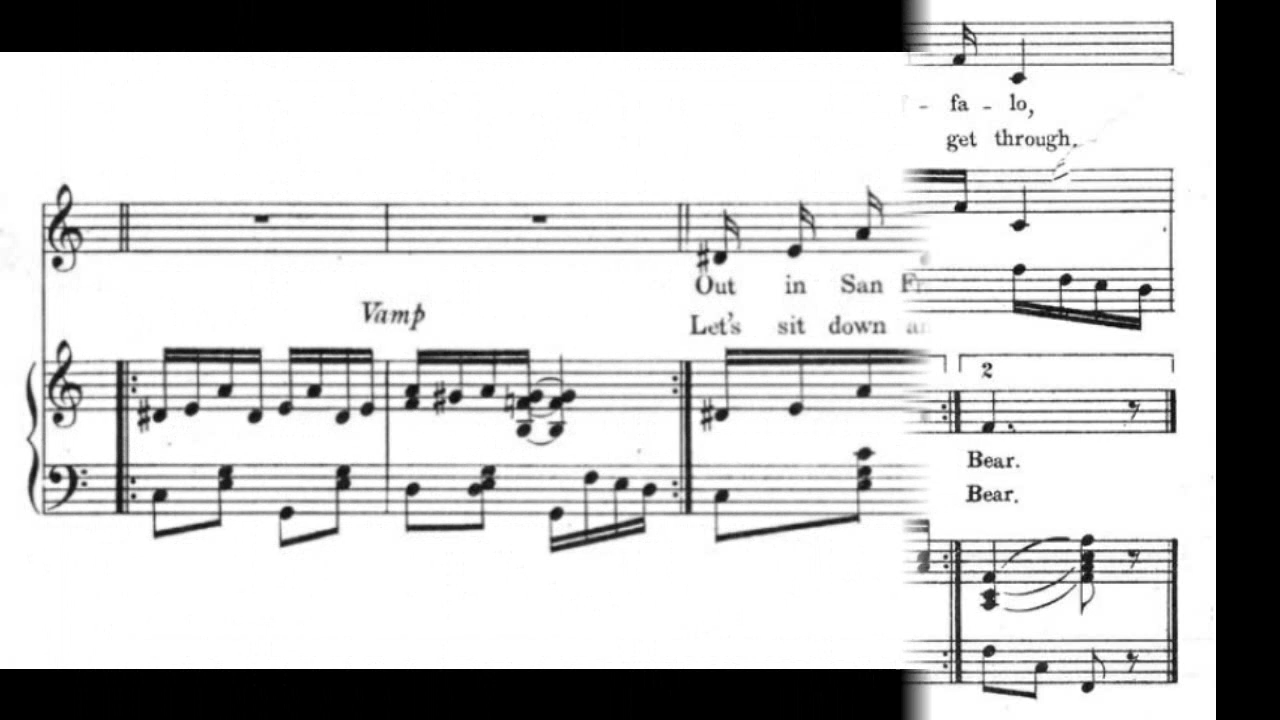 - fa - lo,
get through.
Vamp
Out in San
Let's sit down
2
Bear.
Bear.